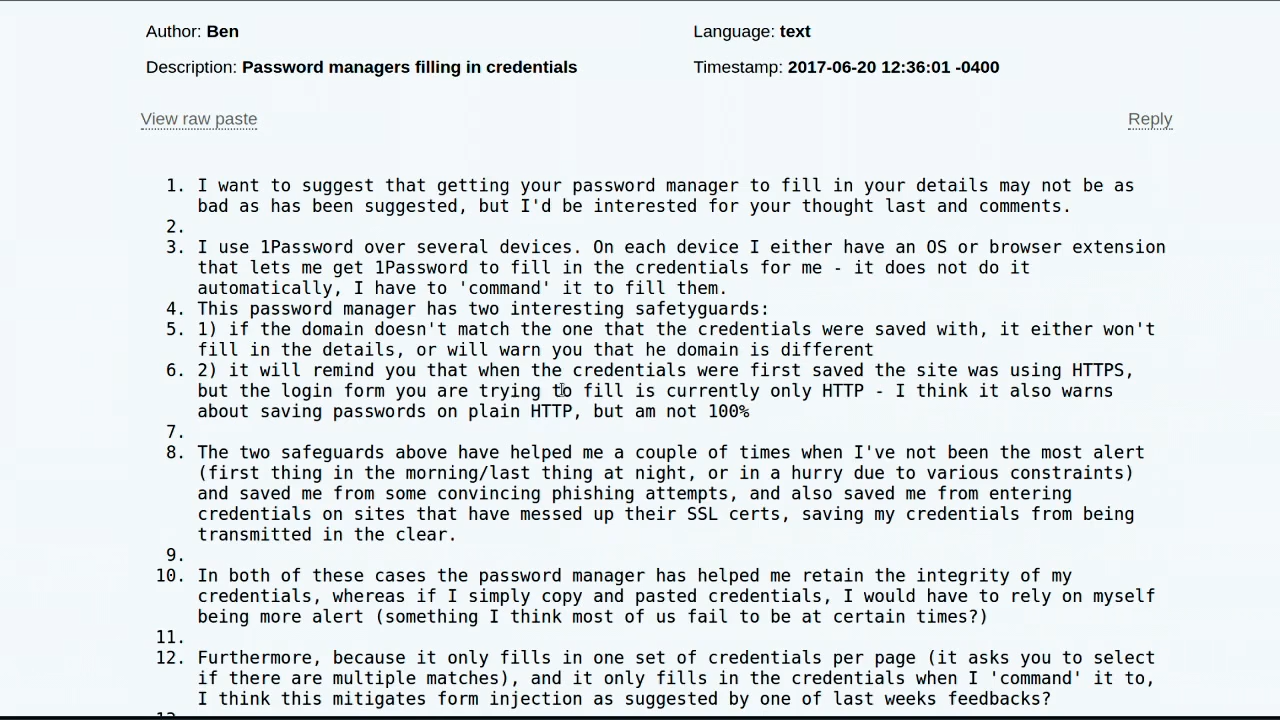 Author: Ben
Language: text
Description: Password managers filling in credentials
Timestamp: 2017-06-20 12:36:01 -0400
View raw paste
Reply
1. I want to suggest that getting your password manager to fill in your details may not be as
bad as has been suggested, but I'd be interested for your thought last and comments.
2.
3. I use 1Password over several devices. On each device I either have an OS or browser extension
that lets me get 1Password to fill in the credentials for me - it does not do it
automatically, I have to 'command' it to fill them.
4. This password manager has two interesting safetyguards:
5. 1) if the domain doesn't match the one that the credentials were saved with, it either won't
fill in the details, or will warn you that he domain is different
6. 2) it will remind you that when the credentials were first saved the site was using HTTPS,
but the login form you are trying to fill is currently only HTTP - I think it also warns
about saving passwords on plain HTTP, but am not 100%
7.
8. The two safeguards above have helped me a couple of times when I've not been the most alert
(first thing in the morning/last thing at night, or in a hurry due to various constraints)
and saved me from some convincing phishing attempts, and also saved me from entering
credentials on sites that have messed up their SSL certs, saving my credentials from being
transmitted in the clear.
9.
10. In both of these cases the password manager has helped me retain the integrity of my
credentials, whereas if I simply copy and pasted credentials, I would have to rely on myself
being more alert (something I think most of us fail to be at certain times?)
11.
12. Furthermore, because it only fills in one set of credentials per page (it asks you to select
if there are multiple matches), and it only fills in the credentials when I 'command' it to,
I think this mitigates form injection as suggested by one of last weeks feedbacks?